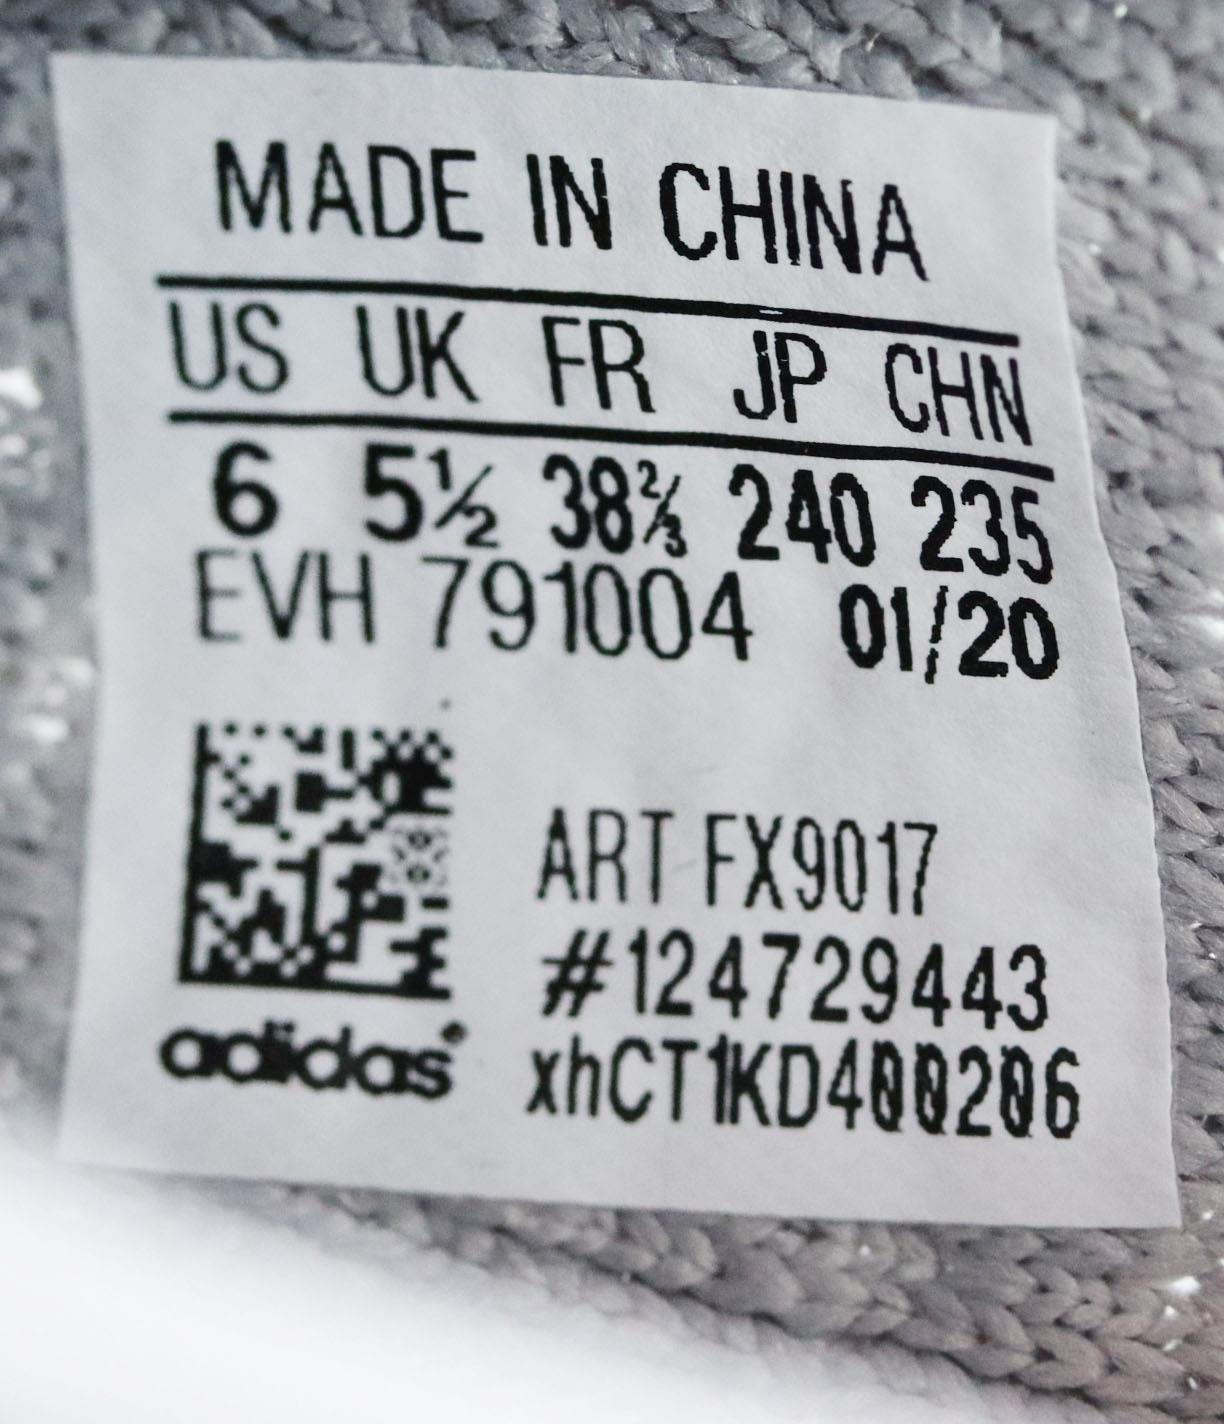 MADE IN CHINA
US UK FR JP CHN
6 5½ 38⅔ 240 235
EVH 791004 01/20
ART FX9017
#124729443
adidas®
xhCT1KD400206